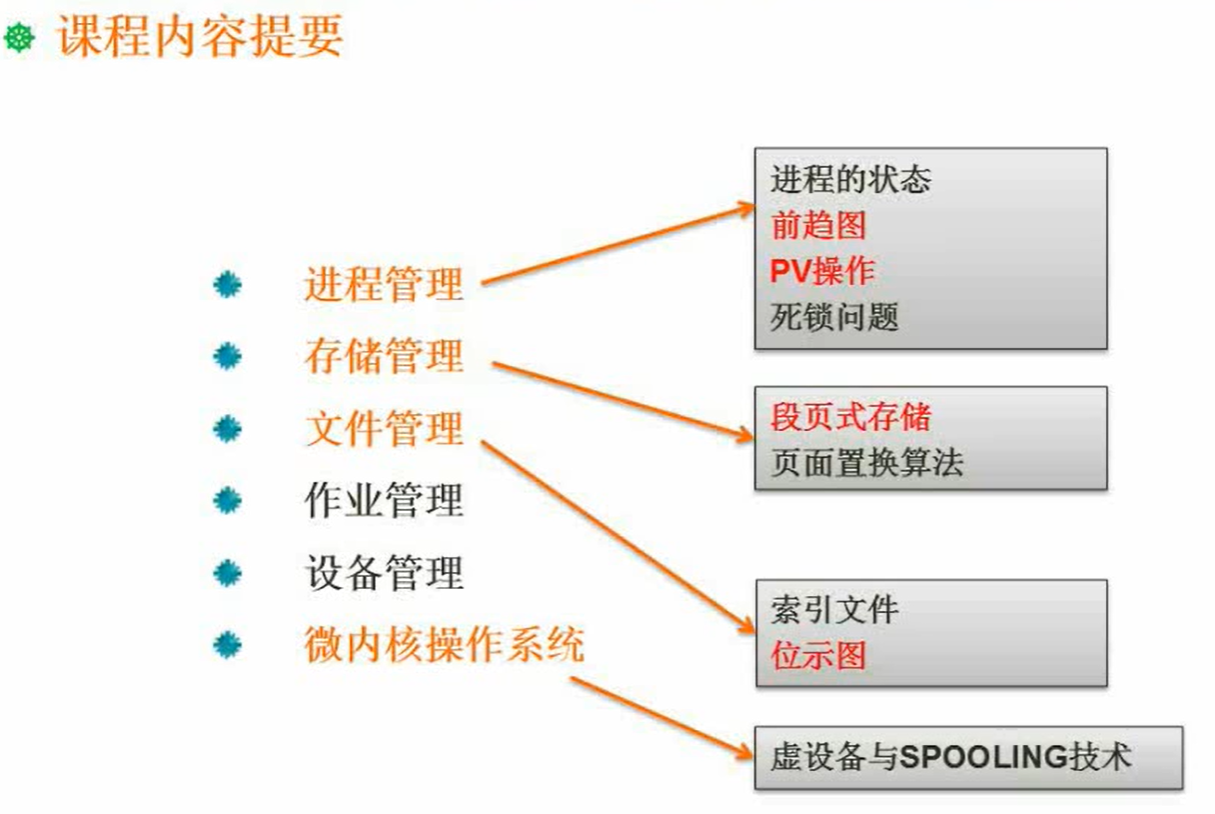 课程内容提要
进程管理
存储管理
文件管理
作业管理
设备管理
微内核操作系统
进程的状态
前趋图
PV操作
死锁问题
段页式存储
页面置换算法
索引文件
位示图
虚设备与SPOOLING技术